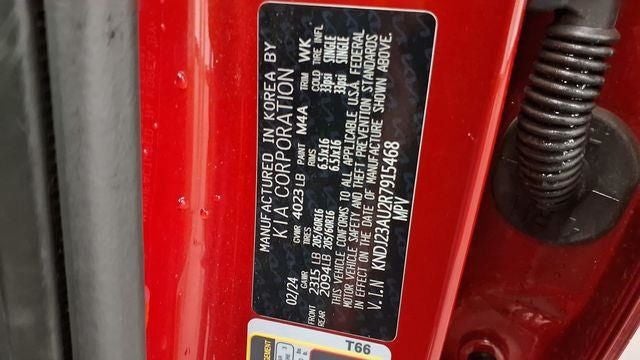 MANUFACTURED IN KOREA BY
KIA CORPORATION
02/24 GVWR 4023 LB PAINT M4A TRIM WK
GAWR TIRES RIMS COLD TIRE INFL
FRONT 2315 LB 205/60R16 6.5Jx16 33psi SINGLE
REAR 2094LB 205/60R16 6.5Jx16 33psi SINGLE
THIS VEHICLE CONFORMS TO ALL APPLICABLE U.S.A. FEDERAL
MOTOR VEHICLE SAFETY AND THEFT PREVENTION STANDARDS
IN EFFECT ON THE DATE OF MANUFACTURE SHOWN ABOVE.
V.I.N KNDJ23AU2R7915468
MPV
T66